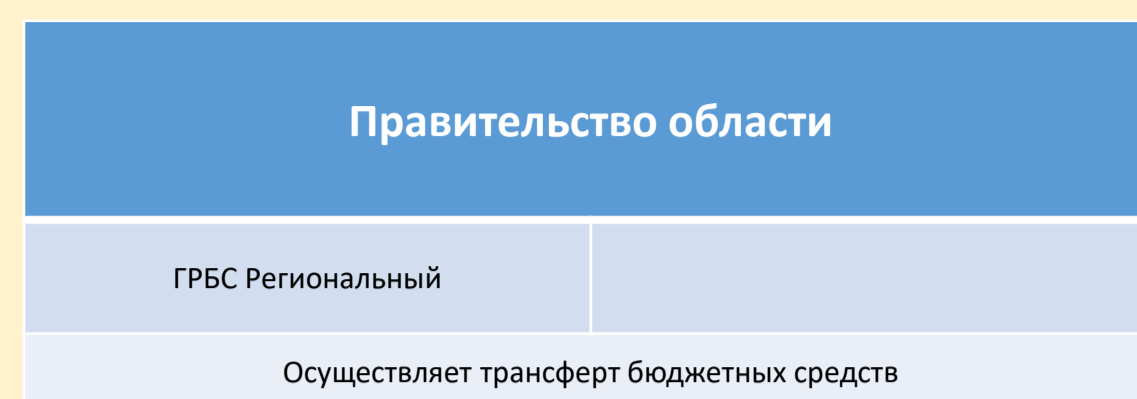 Правительство области
ГРБС Региональный
Осуществляет трансферт бюджетных средств